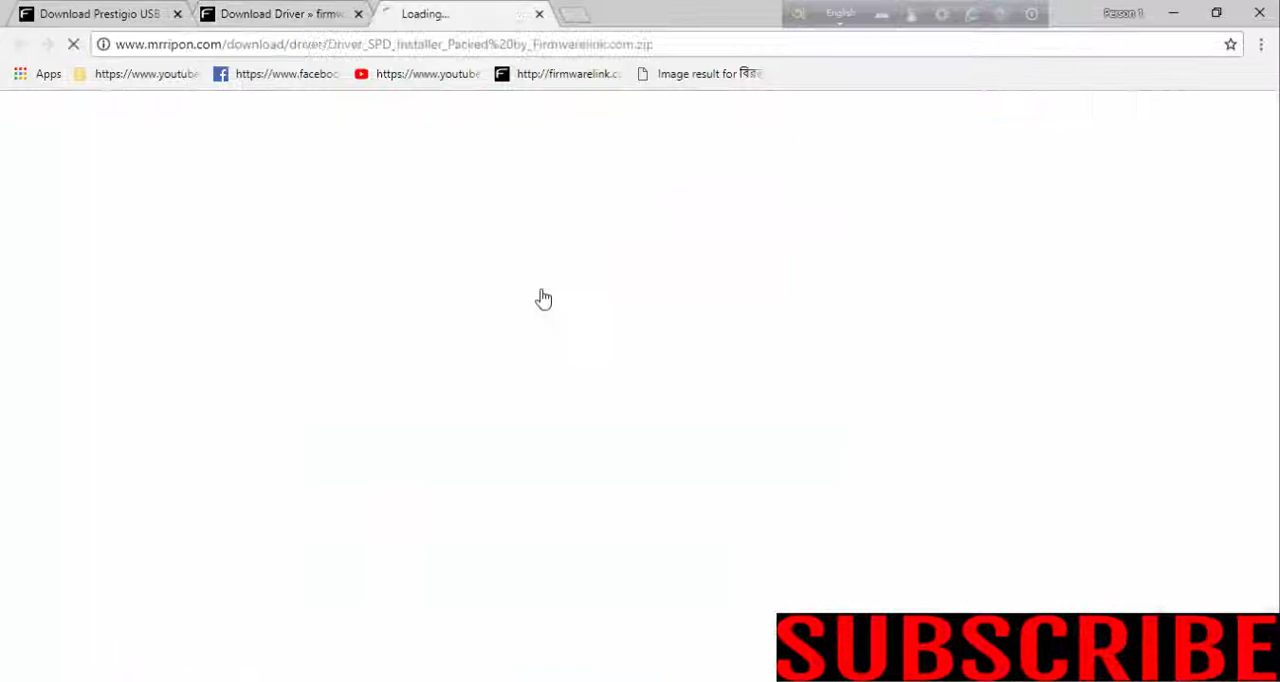 Download Prestigio USB
Download Driver » firmw
Loading...
English
Person 1
www.mrripon.com/download/driver/Driver_SPD_Installer_Packed%20by_Firmwarelink.com.zip
Apps
https://www.youtube
https://www.faceboo
https://www.youtube
http://firmwarelink.c
Image result for
SUBSCRIBE